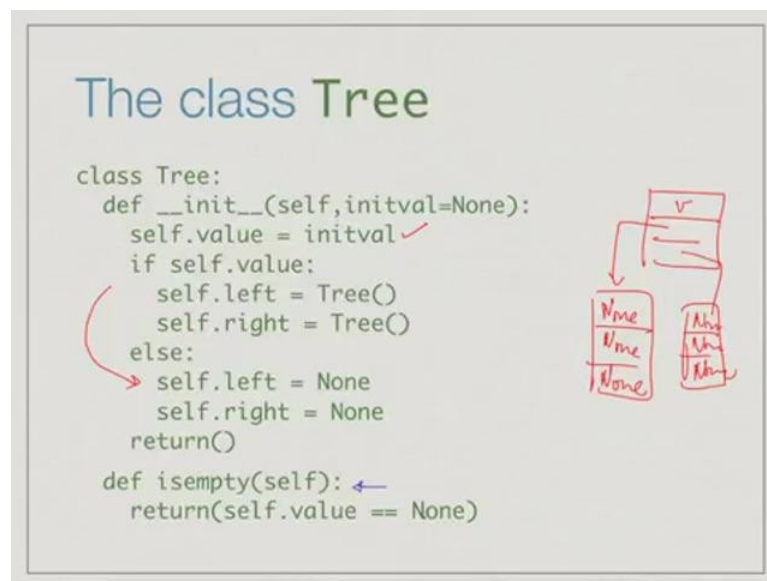 The class Tree
class Tree:
  def __init__(self,initval=None):
    self.value = initval
    if self.value:
      self.left = Tree()
      self.right = Tree()
    else:
      self.left = None
      self.right = None
    return()
  def isempty(self):
    return(self.value == None)
v
None
None
None